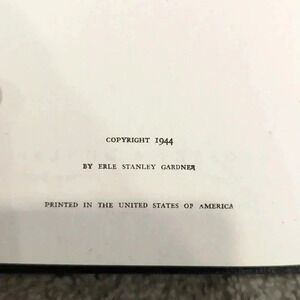 COPYRIGHT 1944
BY ERLE STANLEY GARDNER
PRINTED IN THE UNITED STATES OF AMERICA